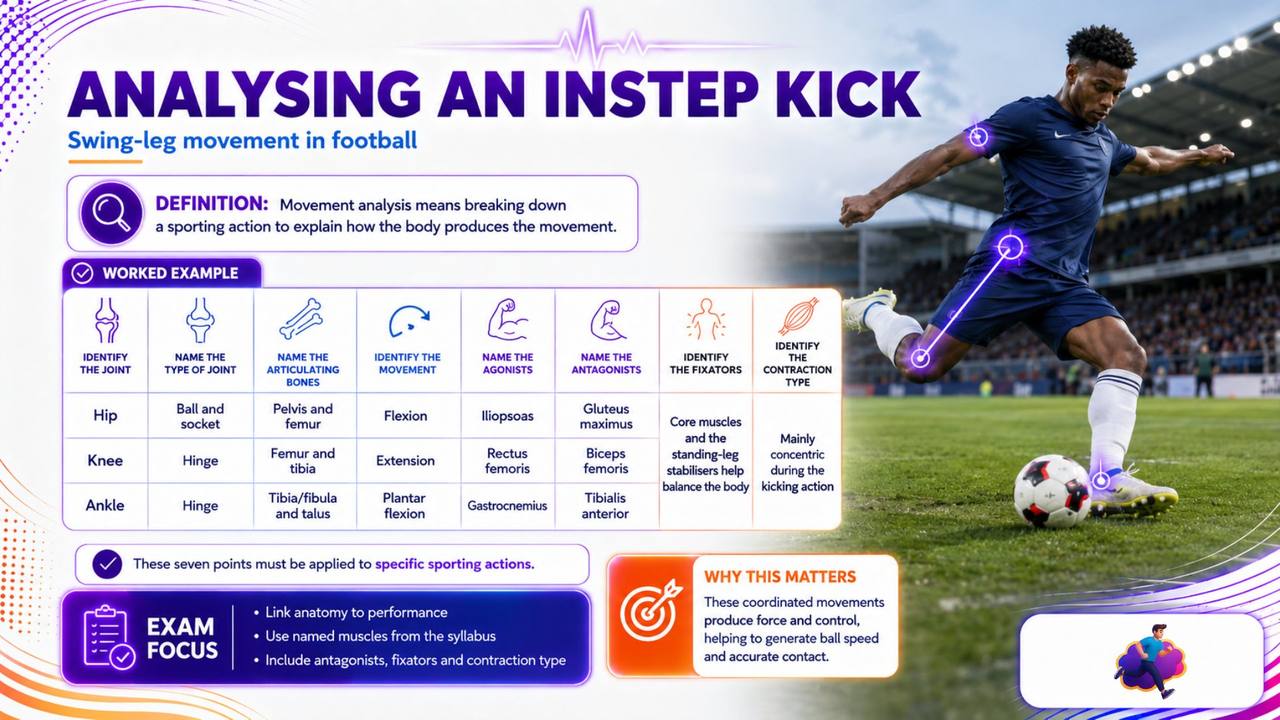 ANALYSING AN INSTEP KICK
Swing-leg movement in football
DEFINITION: Movement analysis means breaking down
a sporting action to explain how the body produces the movement.
WORKED EXAMPLE
IDENTIFY
THE JOINT
NAME THE
TYPE OF JOINT
NAME THE
ARTICULATING
BONES
IDENTIFY THE
MOVEMENT
NAME THE
AGONISTS
NAME THE
ANTAGONISTS
IDENTIFY
THE FIXATORS
IDENTIFY
THE
CONTRACTION
TYPE
Hip
Ball and
socket
Pelvis and
femur
Flexion
Iliopsoas
Gluteus
maximus
Knee
Hinge
Femur and
tibia
Extension
Rectus
femoris
Biceps
femoris
Ankle
Hinge
Tibia/fibula
and talus
Plantar
flexion
Gastrocnemius
Tibialis
anterior
Core muscles
and the
standing-leg
stabilisers help
balance the body
Mainly
concentric
during the
kicking action
These seven points must be applied to specific sporting actions.
EXAM
FOCUS
• Link anatomy to performance
• Use named muscles from the syllabus
• Include antagonists, fixators and contraction type
WHY THIS MATTERS
These coordinated movements
produce force and control,
helping to generate ball speed
and accurate contact.